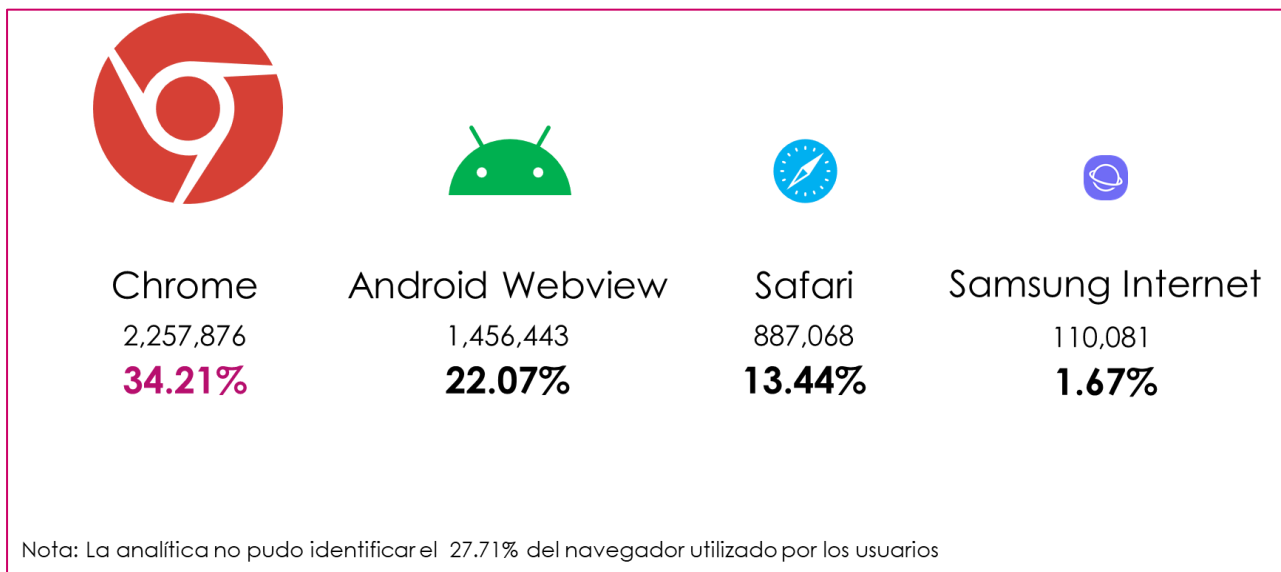 Chrome
2,257,876
34.21%
Android Webview
1,456,443
22.07%
Safari
887,068
13.44%
Samsung Internet
110,081
1.67%
Nota: La analítica no pudo identificar el 27.71% del navegador utilizado por los usuarios